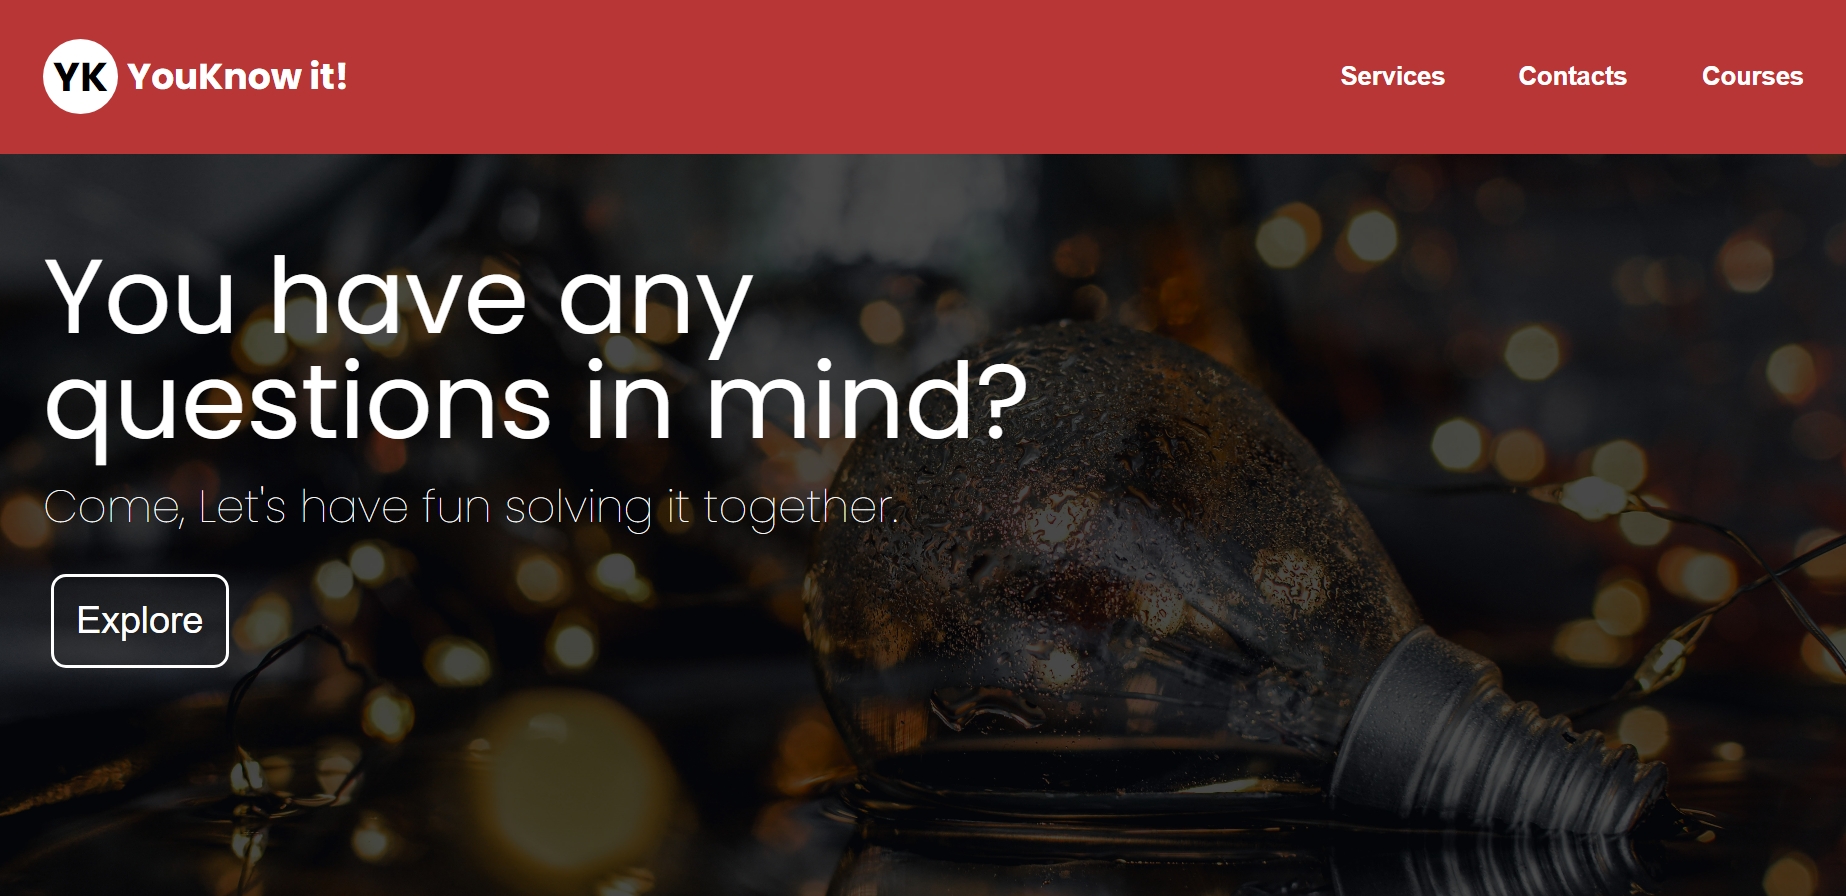 YK YouKnow it!
Services Contacts Courses
You have any
questions in mind?
Come, Let's have fun solving it together.
Explore